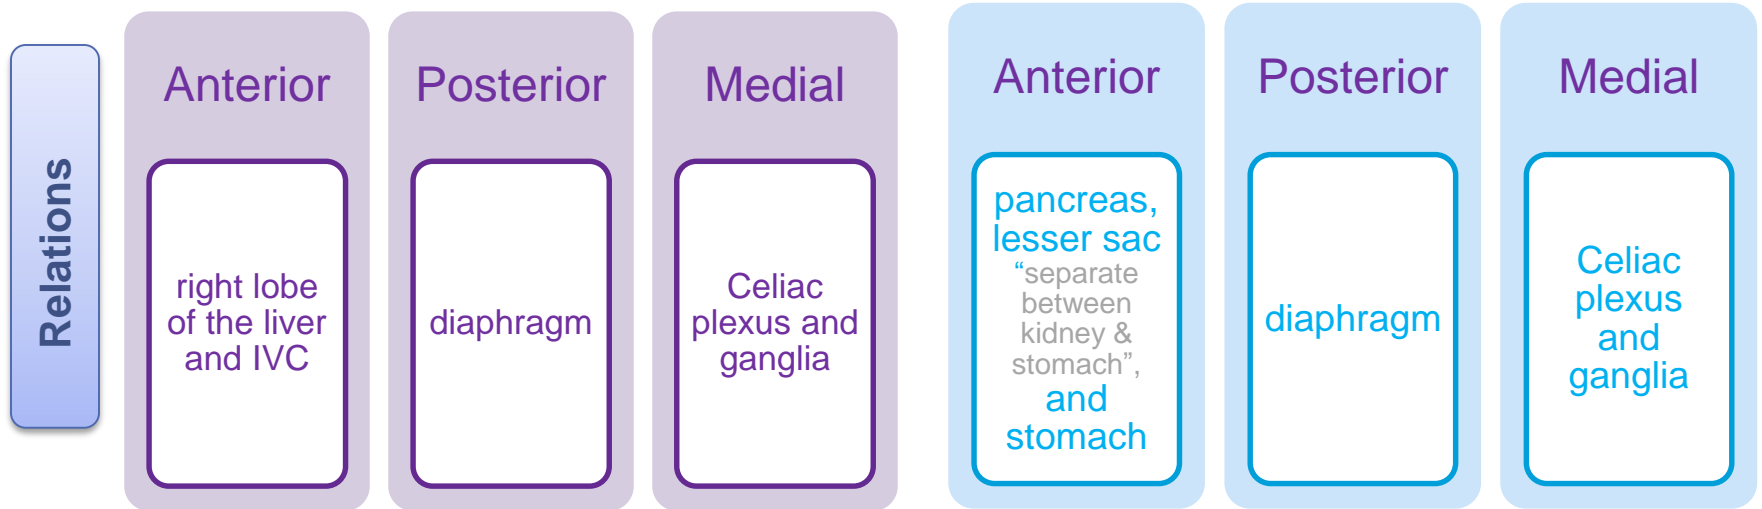 Relations
Anterior
right lobe
of the liver
and IVC
Posterior
diaphragm
Medial
Celiac
plexus and
ganglia
Anterior
pancreas,
lesser sac
“separate
between
kidney &
stomach”,
and
stomach
Posterior
diaphragm
Medial
Celiac
plexus
and
ganglia